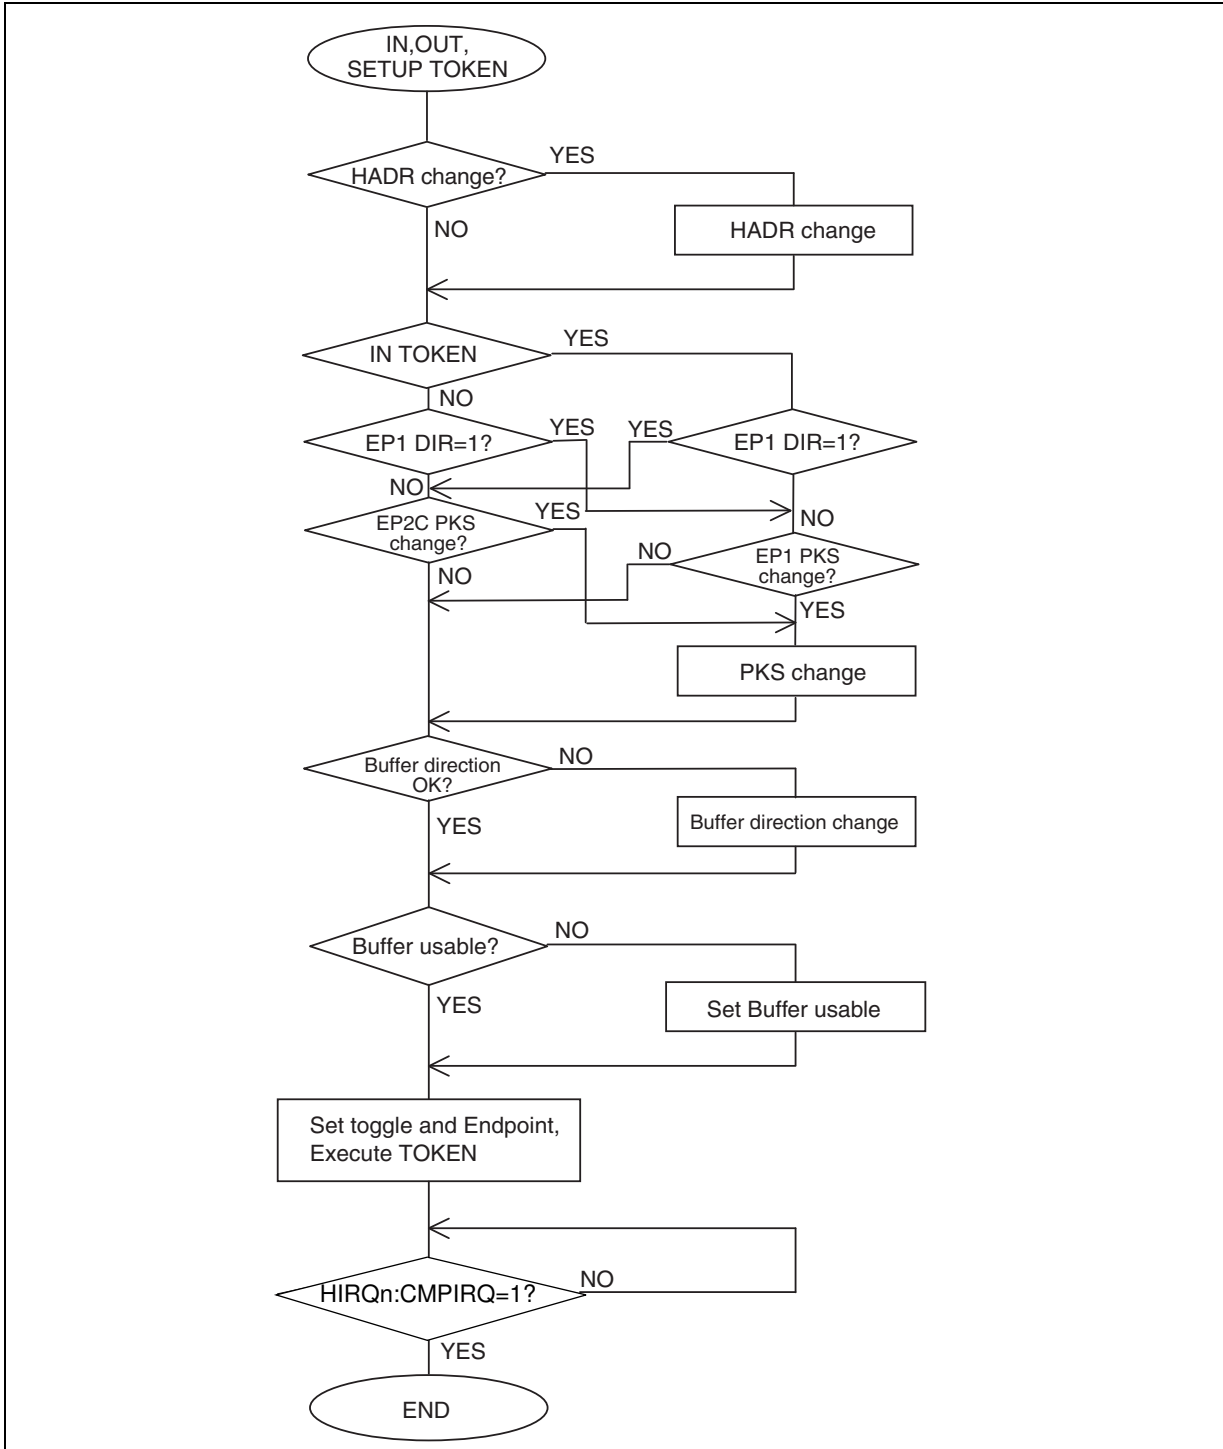 IN,OUT,
SETUP TOKEN
YES
HADR change?
NO
HADR change
YES
IN TOKEN
NO
YES
YES
EP1 DIR=1?
EP1 DIR=1?
NO
YES
NO
EP2C PKS
change?
NO
EP1 PKS
change?
NO
YES
PKS change
NO
Buffer direction
OK?
YES
Buffer direction change
NO
Buffer usable?
YES
Set Buffer usable
Set toggle and Endpoint,
Execute TOKEN
NO
HIRQn:CMPIRQ=1?
YES
END